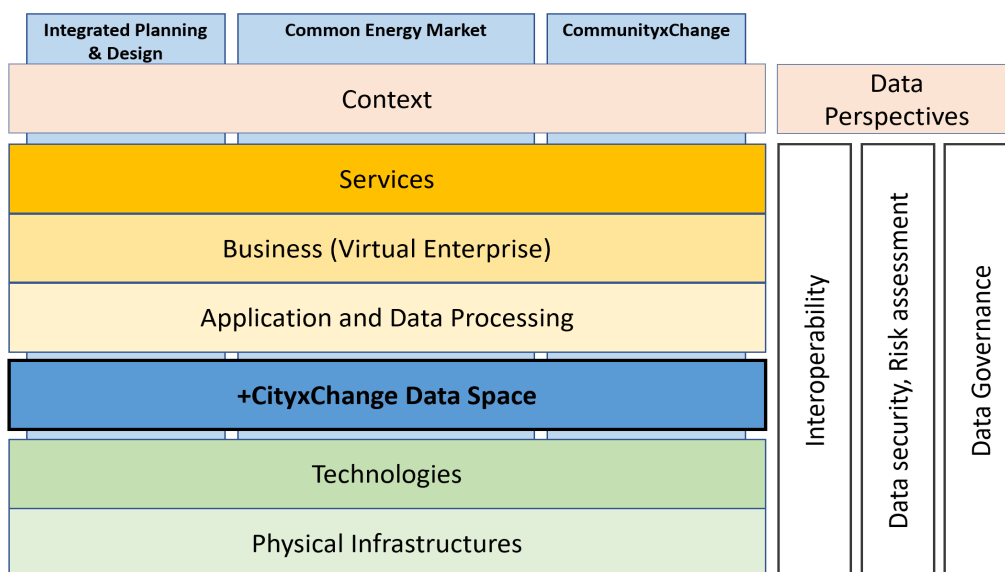 Integrated Planning
& Design
Common Energy Market
CommunityxChange
Context
Data
Perspectives
Services
Business (Virtual Enterprise)
Application and Data Processing
+CityxChange Data Space
Technologies
Physical Infrastructures
Interoperability
Data security, Risk assessment
Data Governance